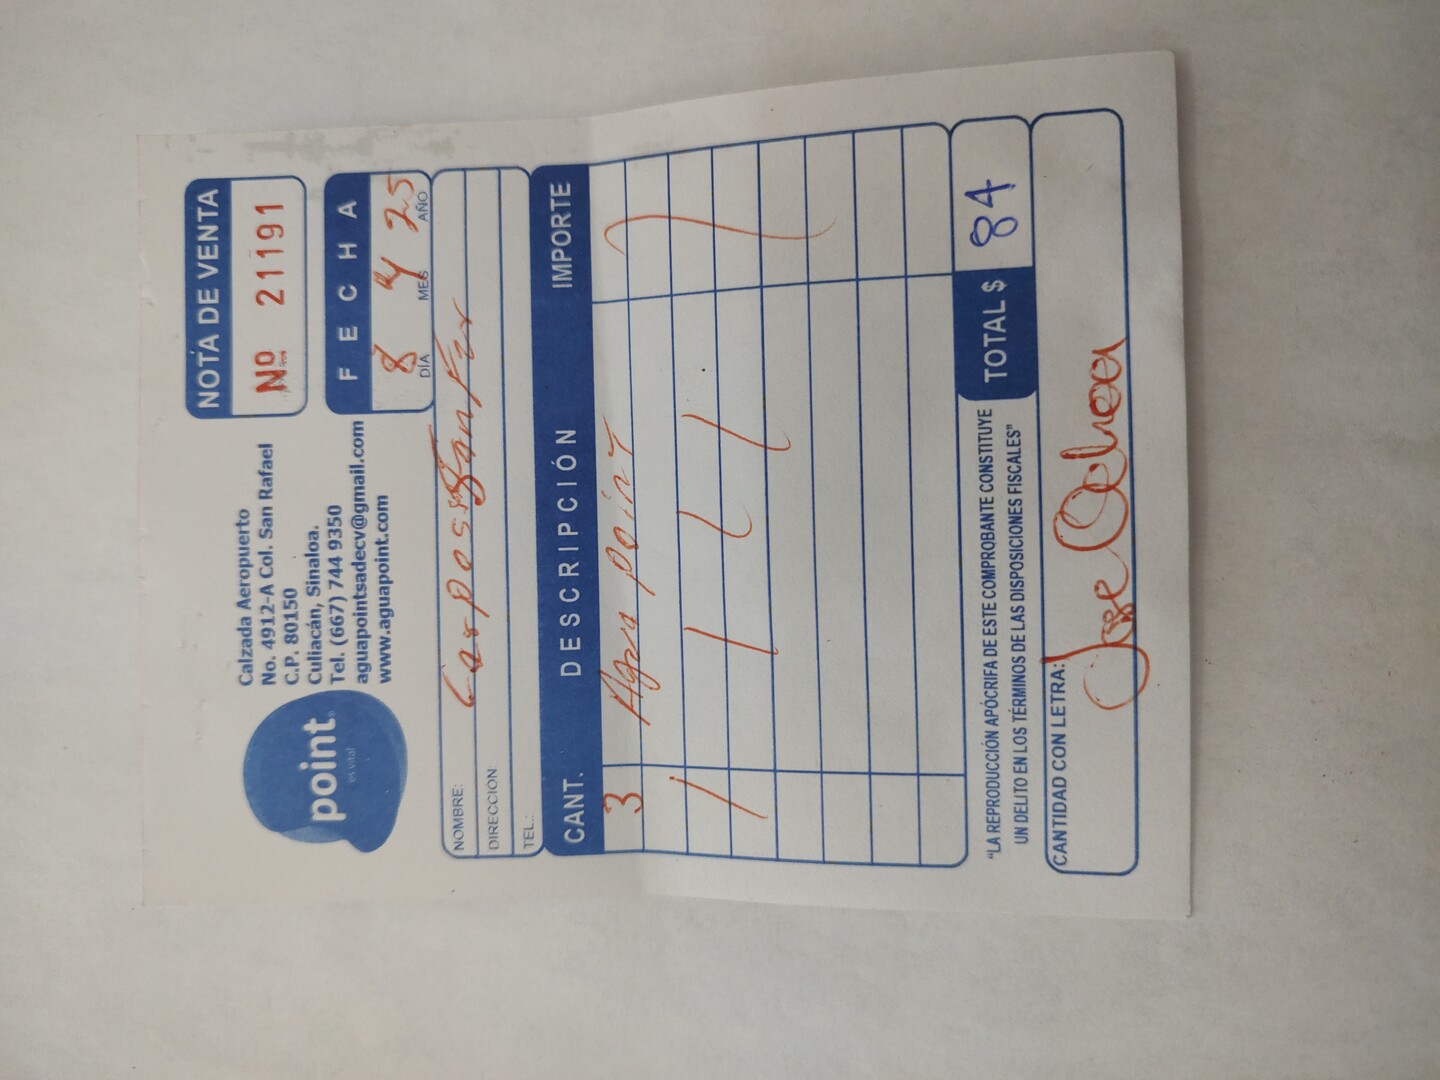 point®
es vital
Calzada Aeropuerto
No. 4912-A Col. San Rafael
C.P. 80150
Culiacán, Sinaloa.
Tel. (667) 744 9350
aguapointsadecv@gmail.com
www.aguapoint.com
NOTA DE VENTA
Nº 21191
FECHA
8 4 25
DÍA MES AÑO
NOMBRE:
DIRECCION
TEL.:
CANT. DESCRIPCIÓN IMPORTE
3 Agua point
"LA REPRODUCCIÓN APÓCRIFA DE ESTE COMPROBANTE CONSTITUYE
UN DELITO EN LOS TÉRMINOS DE LAS DISPOSICIONES FISCALES"
TOTAL $ 84
CANTIDAD CON LETRA:
Jose Ochoa